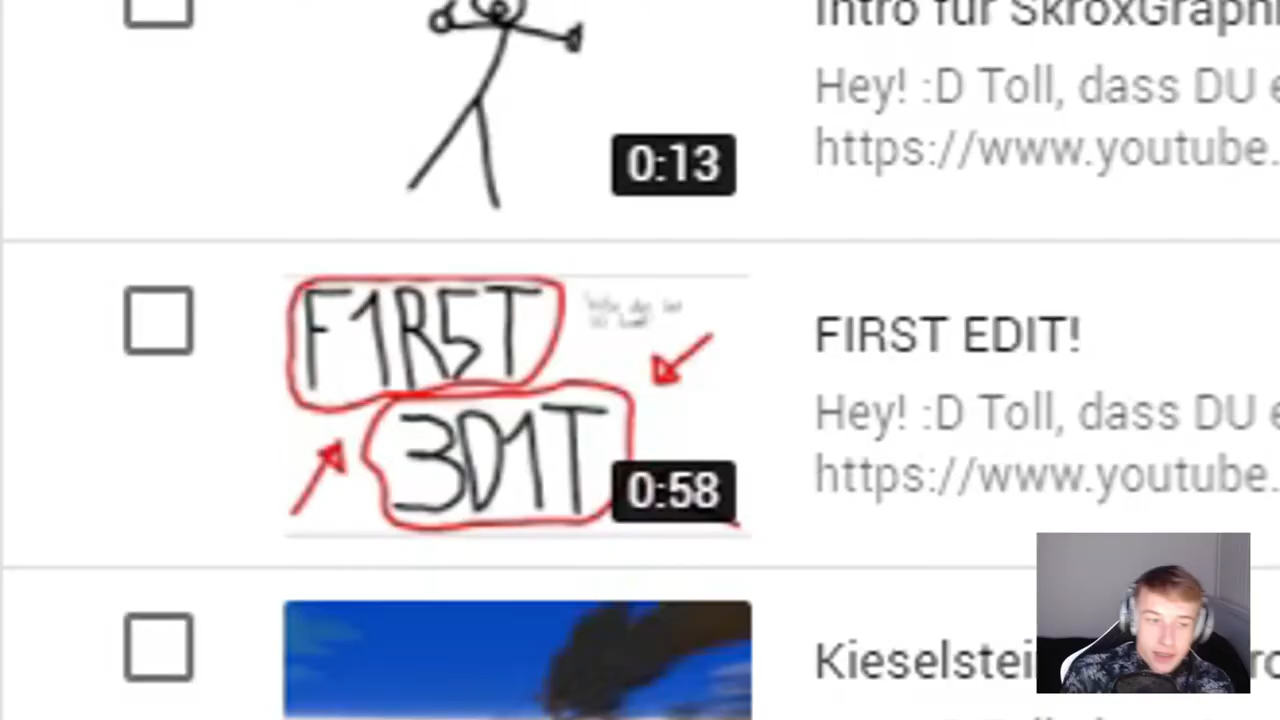 Intro für SkroxGraphi
Hey! :D Toll, dass DU e
https://www.youtube.
0:13
F1R5T
3D1T
0:58
FIRST EDIT!
Hey! :D Toll, dass DU e
https://www.youtube.
Kieselstei